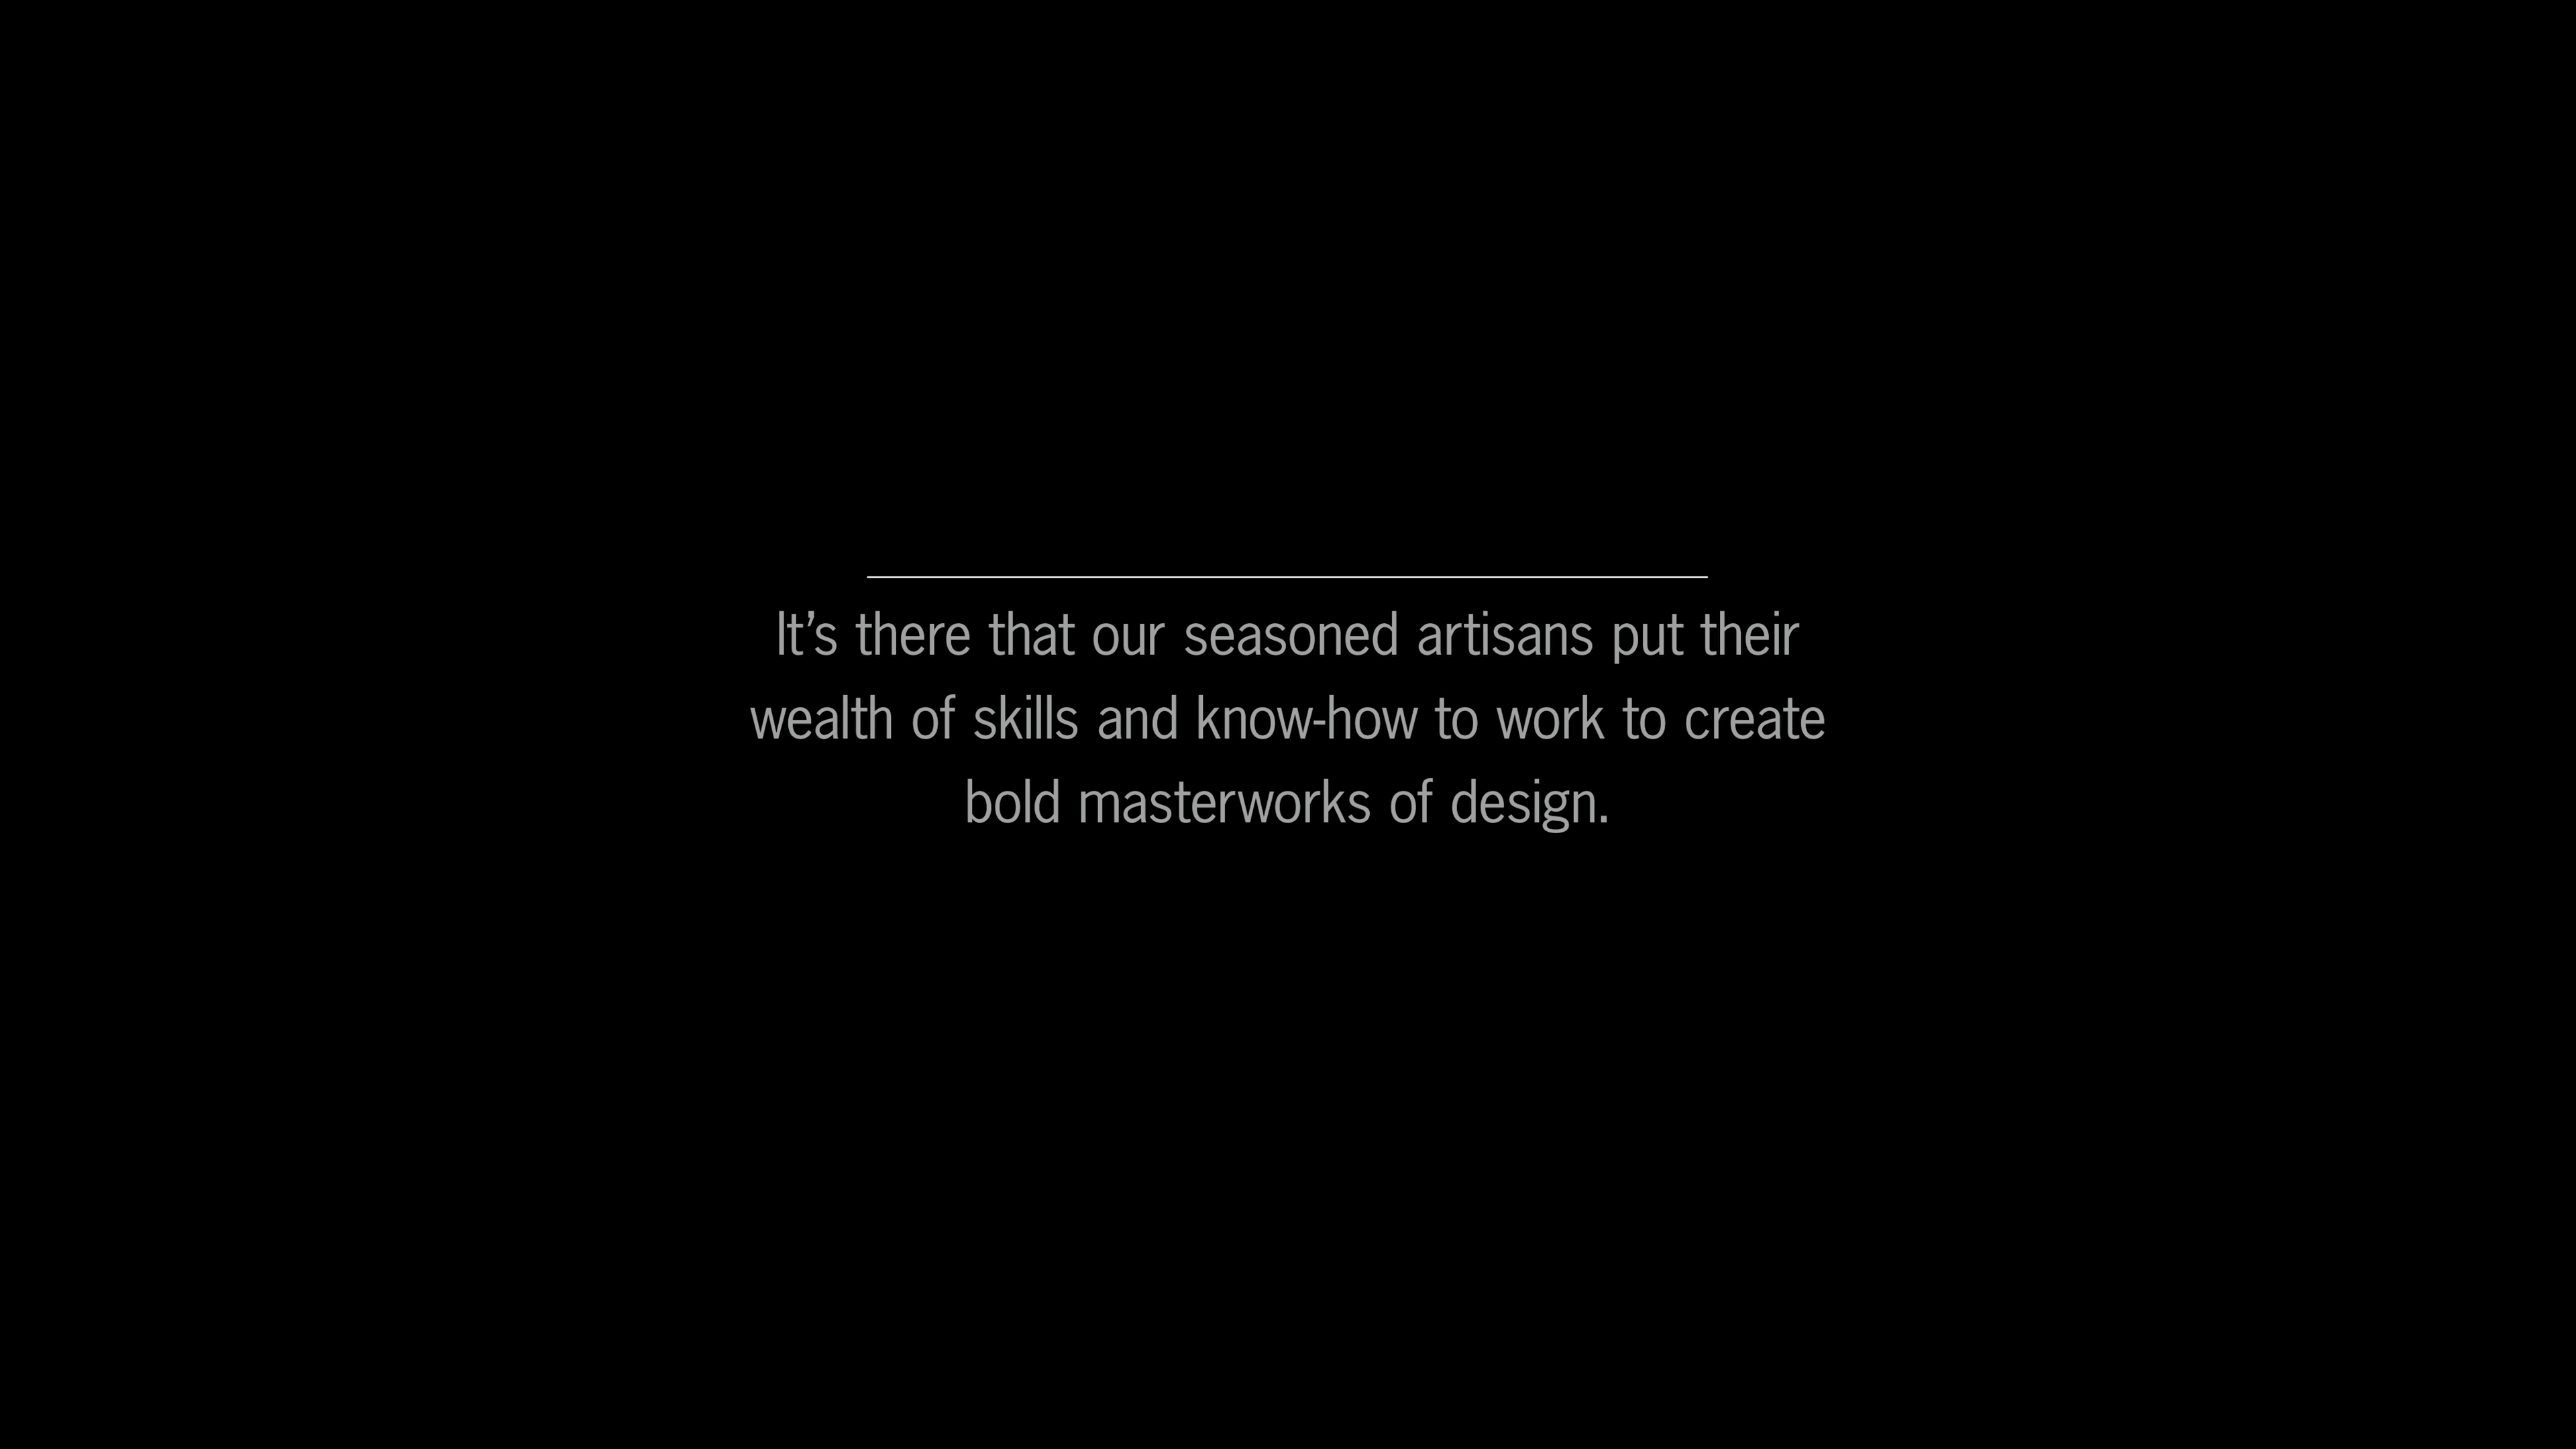 It’s there that our seasoned artisans put their
wealth of skills and know-how to work to create
bold masterworks of design.